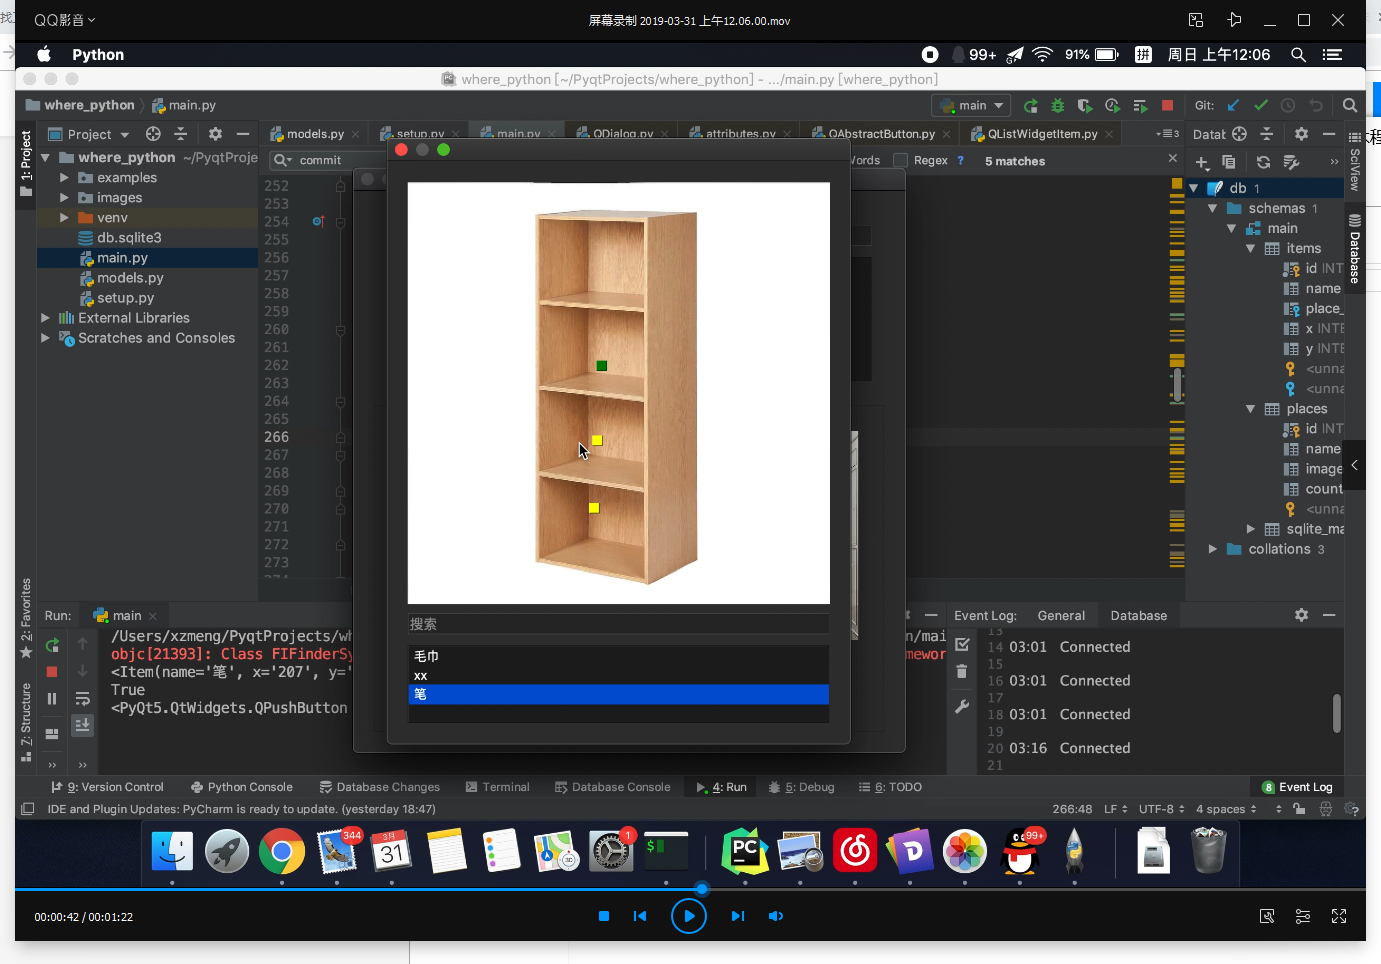 QQ影音
屏幕录制 2019-03-31 上午12.06.00.mov
Python
99+
91%
拼
周日 上午12:06
where_python [~/PyqtProjects/where_python] - .../main.py [where_python]
where_python
main.py
main
Git:
1: Project
Project
models.py
setup.py
main.py
QDialog.py
attributes.py
QAbstractButton.py
QListWidgetItem.py
3
Datat
commit
Regex
?
5 matches
where_python ~/PyqtProje
examples
images
venv
db.sqlite3
main.py
models.py
setup.py
External Libraries
Scratches and Consoles
252
253
254
255
256
257
258
259
260
261
262
263
264
265
266
267
268
269
270
271
272
273
db 1
schemas 1
main
items
id INT
name
place_
x INTE
y INTE
<unna
<unna
places
id INT
name
image
count
<unna
sqlite_ma
collations 3
SciView
Database
搜索
毛巾
xx
笔
2: Favorites
7: Structure
Run:
main
/Users/xzmeng/PyqtProjects/wh
n/mai
objc[21393]: Class FIFinderSy
mewor
<Item(name='笔', x='207', y='
True
<PyQt5.QtWidgets.QPushButton
Event Log:
General
Database
13
14 03:01 Connected
15
16 03:01 Connected
17
18 03:01 Connected
19
20 03:16 Connected
21
9: Version Control
Python Console
Database Changes
Terminal
Database Console
4: Run
5: Debug
6: TODO
8 Event Log
IDE and Plugin Updates: PyCharm is ready to update. (yesterday 18:47)
266:48
LF
UTF-8
4 spaces
344
3月
31
3D
1
$
PC
D
99+
00:00:42 / 00:01:22